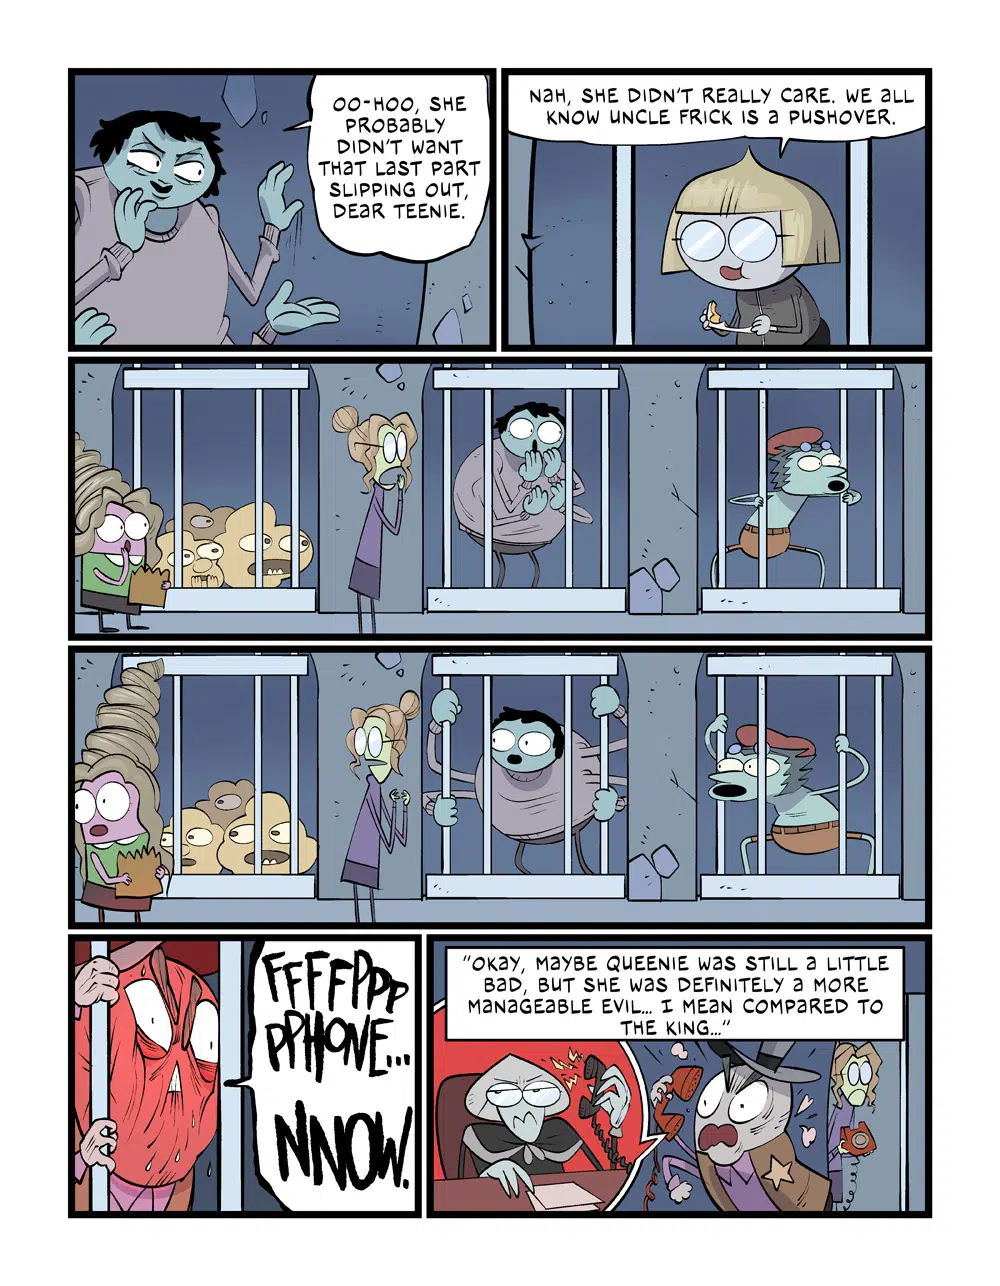 OO-HOO, SHE
PROBABLY
DIDN'T WANT
THAT LAST PART
SLIPPING OUT,
DEAR TEENIE.
NAH, SHE DIDN'T REALLY CARE. WE ALL
KNOW UNCLE FRICK IS A PUSHOVER.
FFFFPPP
PPHONE...
NNOW.
"OKAY, MAYBE QUEENIE WAS STILL A LITTLE
BAD, BUT SHE WAS DEFINITELY A MORE
MANAGEABLE EVIL... I MEAN COMPARED TO
THE KING..."